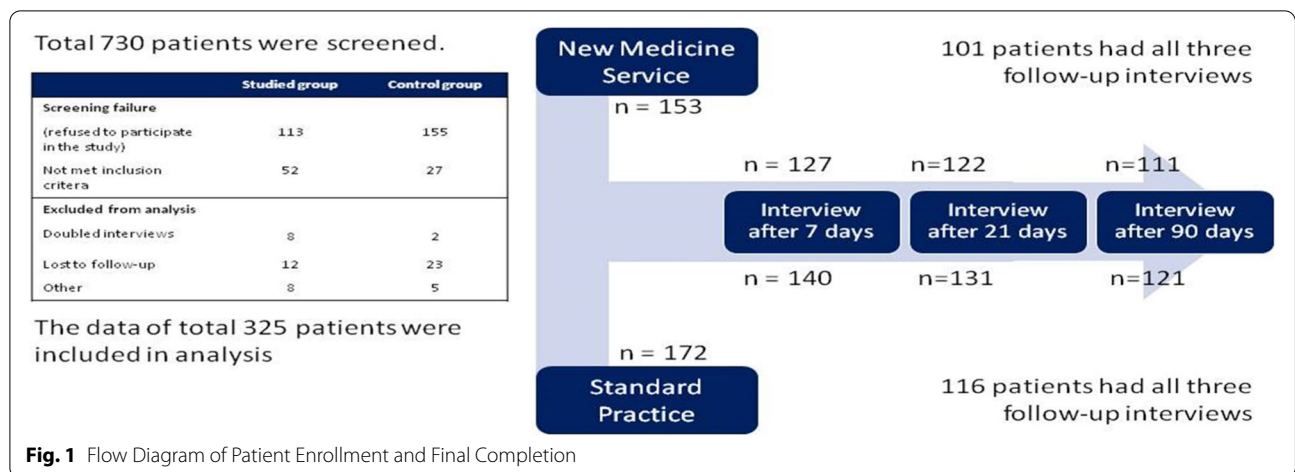 Total 730 patients were screened.
Studied group Control group
Screening failure
(refused to participate 113 155
in the study)
Not met inclusion 52 27
critera
Excluded from analysis
Doubled interviews 8 2
Lost to follow-up 12 23
Other 8 5
The data of total 325 patients were
included in analysis
New Medicine
Service
n = 153
101 patients had all three
follow-up interviews
n = 127 n=122 n=111
Interview
after 7 days
Interview
after 21 days
Interview
after 90 days
n = 140 n=131 n=121
n = 172
Standard
Practice
116 patients had all three
follow-up interviews
Fig. 1 Flow Diagram of Patient Enrollment and Final Completion